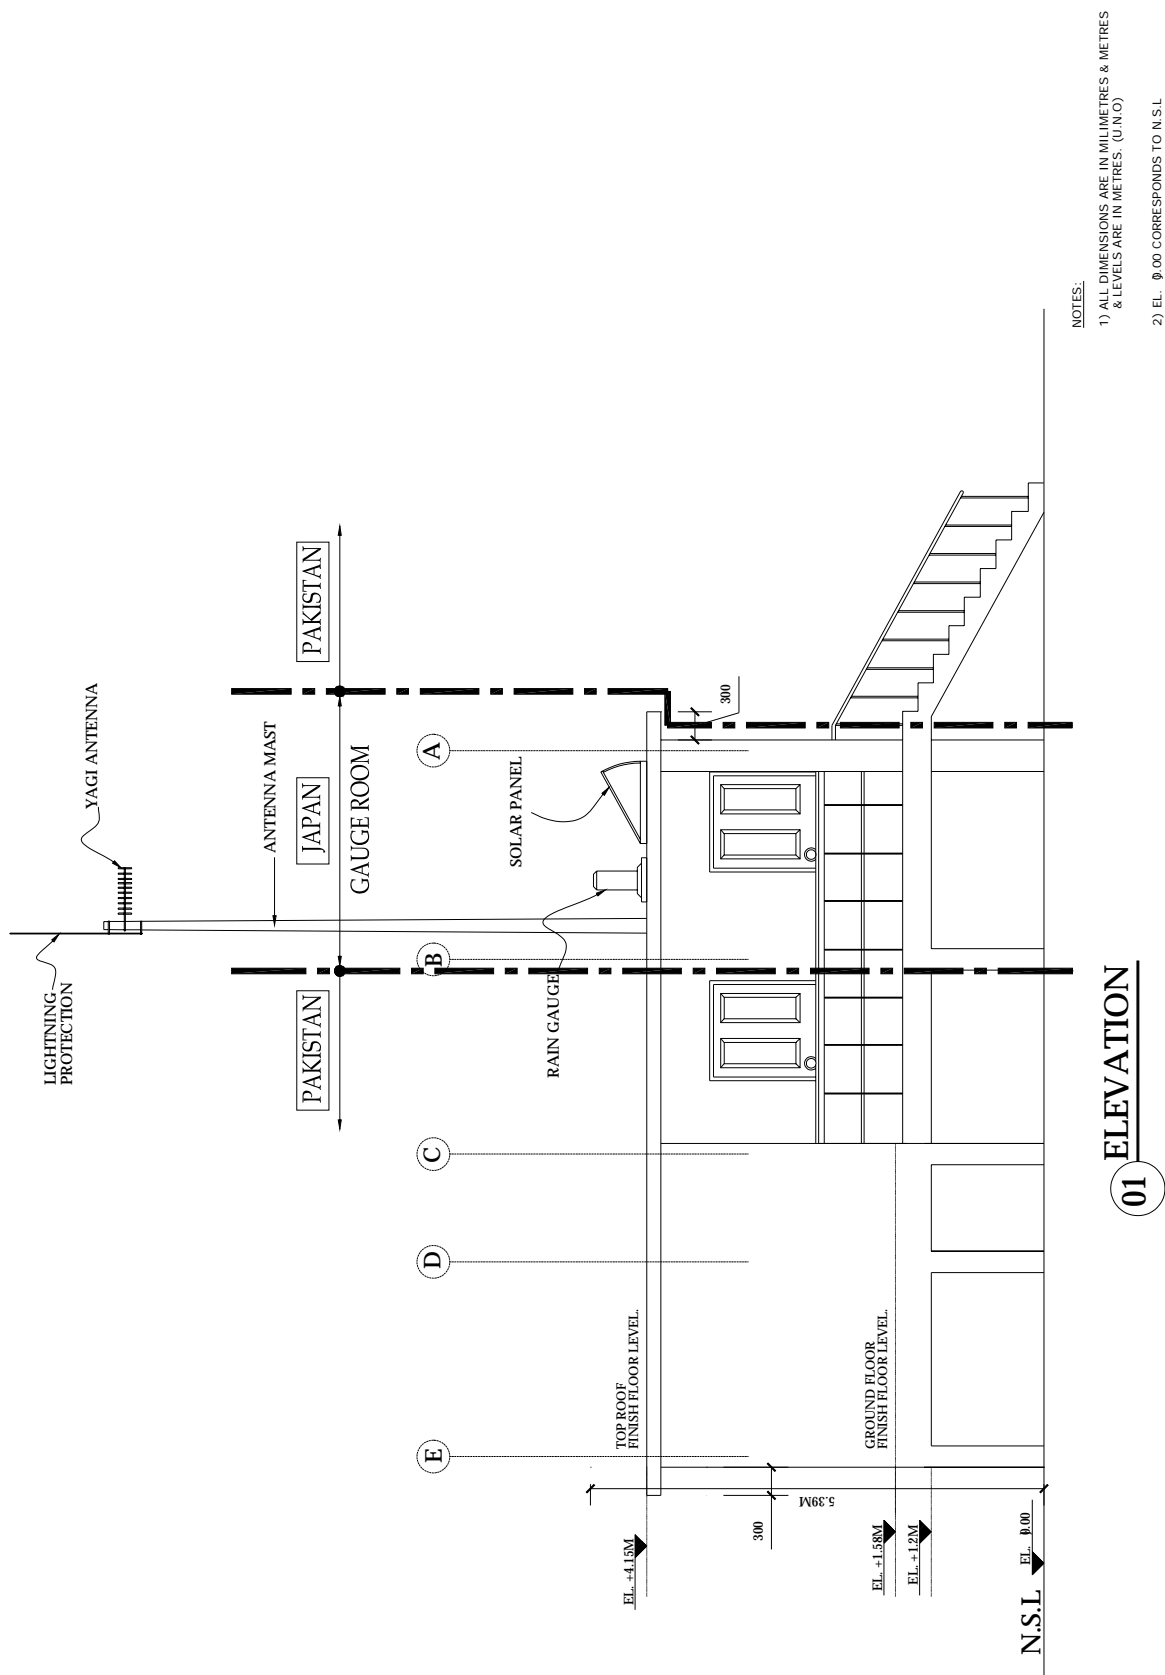 LIGHTNING
PROTECTION
YAGI ANTENNA
ANTENNA MAST
PAKISTAN
JAPAN
PAKISTAN
GAUGE ROOM
E
D
C
B
A
RAIN GAUGE
SOLAR PANEL
TOP ROOF
FINISH FLOOR LEVEL.
EL. +4.15M
300
300
5.39M
GROUND FLOOR
FINISH FLOOR LEVEL.
EL. +1.58M
EL. +1.2M
N.S.L
EL. 0.00
01 ELEVATION
NOTES:
1) ALL DIMENSIONS ARE IN MILIMETRES & METRES
& LEVELS ARE IN METRES. (U.N.O)
2) EL. 0.00 CORRESPONDS TO N.S.L